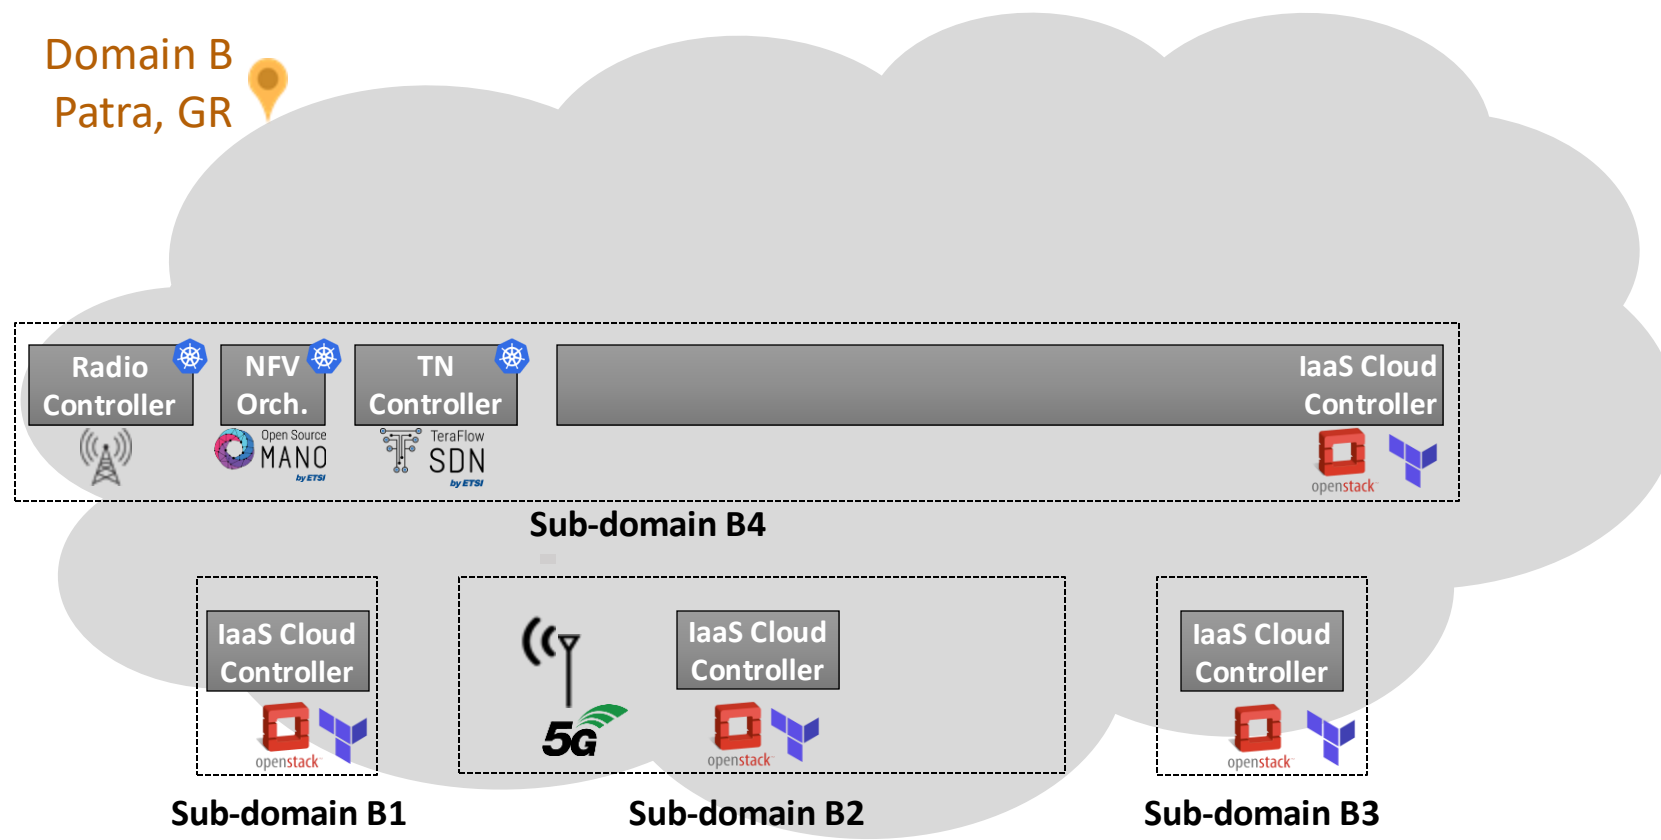 Domain B
Patra, GR
Radio
Controller
NFV
Orch.
Open Source
MANO
by ETSI
TN
Controller
TeraFlow
SDN
by ETSI
IaaS Cloud
Controller
openstack
Sub-domain B4
IaaS Cloud
Controller
openstack
Sub-domain B1
5G
IaaS Cloud
Controller
openstack
Sub-domain B2
IaaS Cloud
Controller
openstack
Sub-domain B3